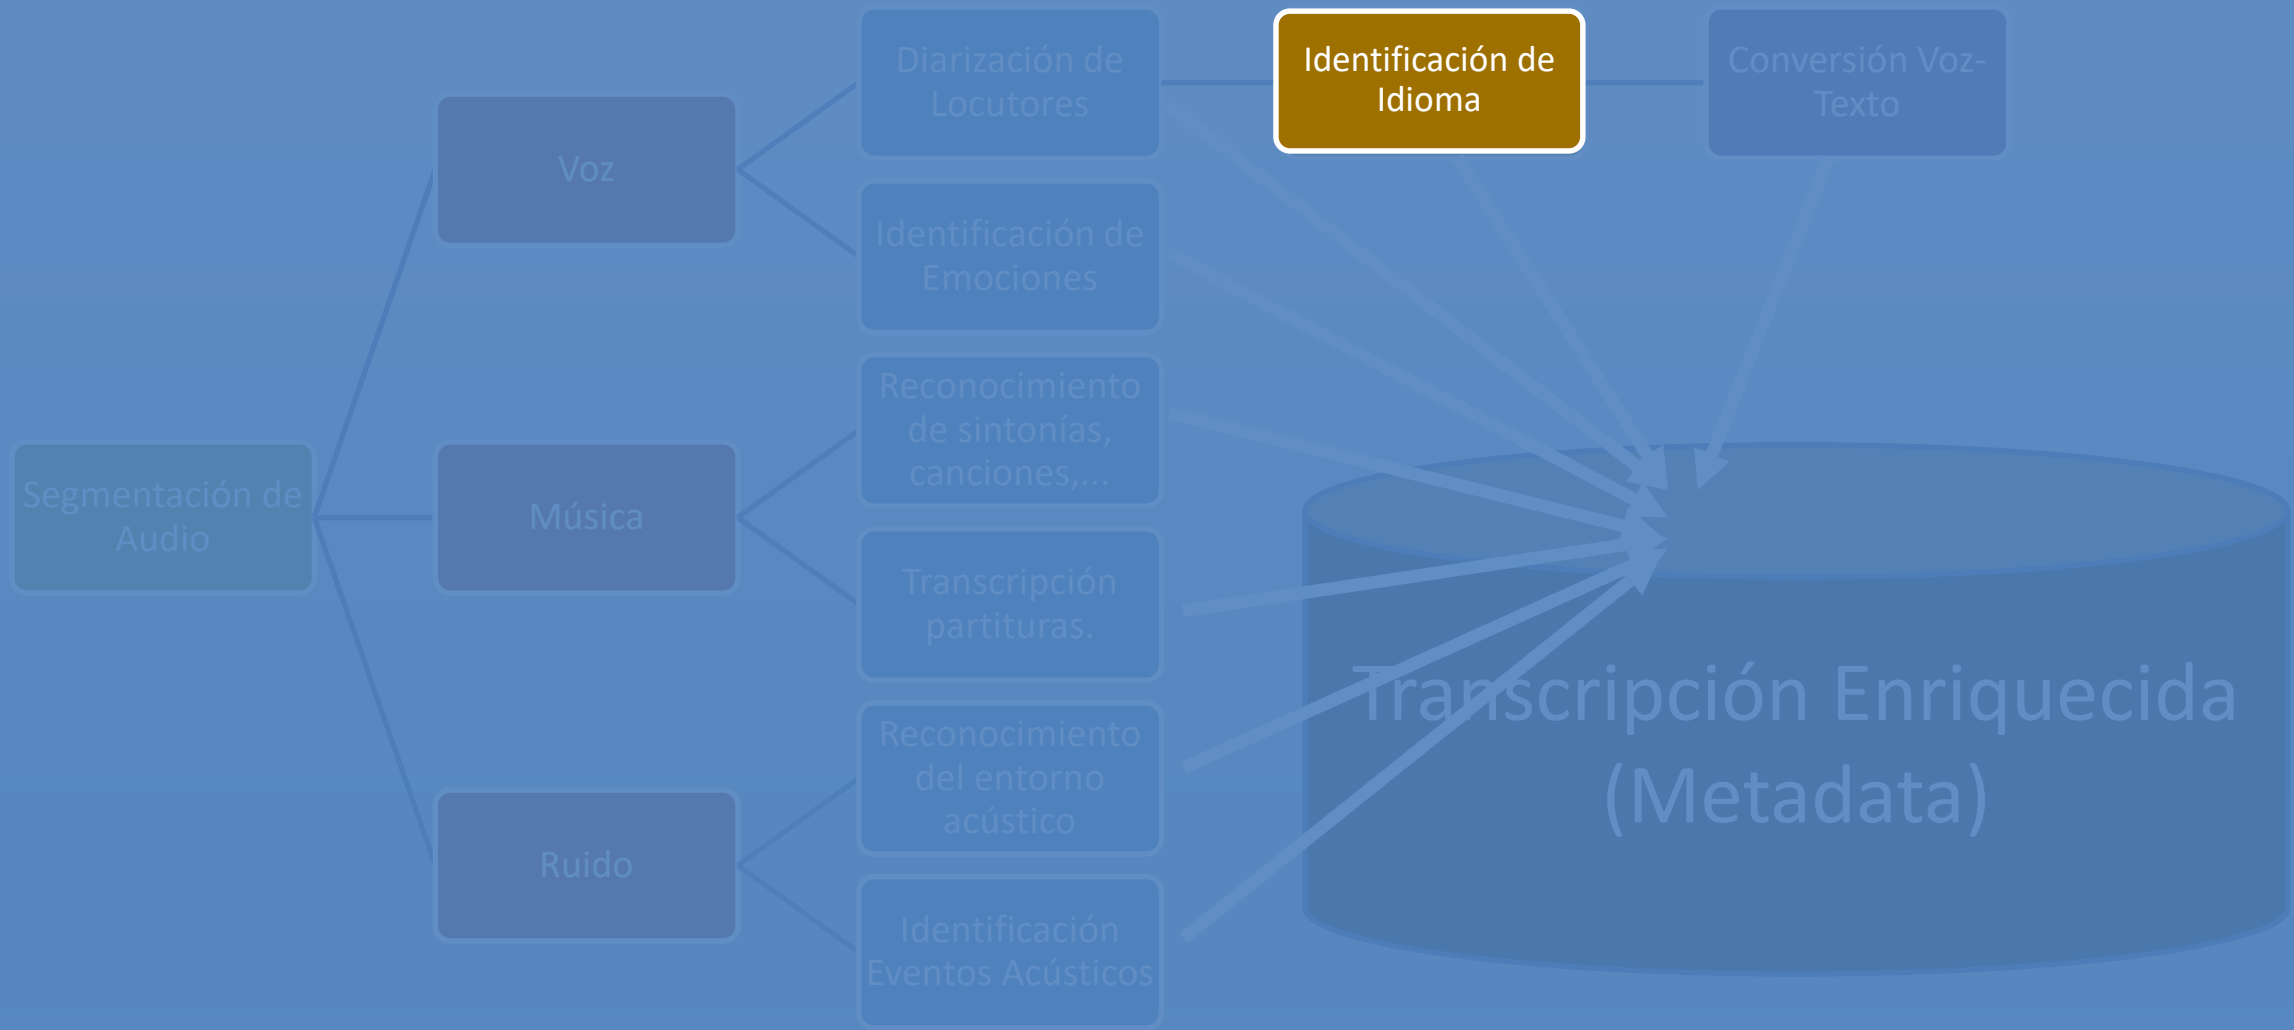 Segmentación de
Audio
Voz
Música
Ruido
Diarización de
Locutores
Identificación de
Emociones
Reconocimiento
de sintonías,
canciones,...
Transcripción
partituras.
Reconocimiento
del entorno
acústico
Identificación
Eventos Acústicos
Identificación de
Idioma
Conversión Voz-
Texto
Transcripción Enriquecida
(Metadata)